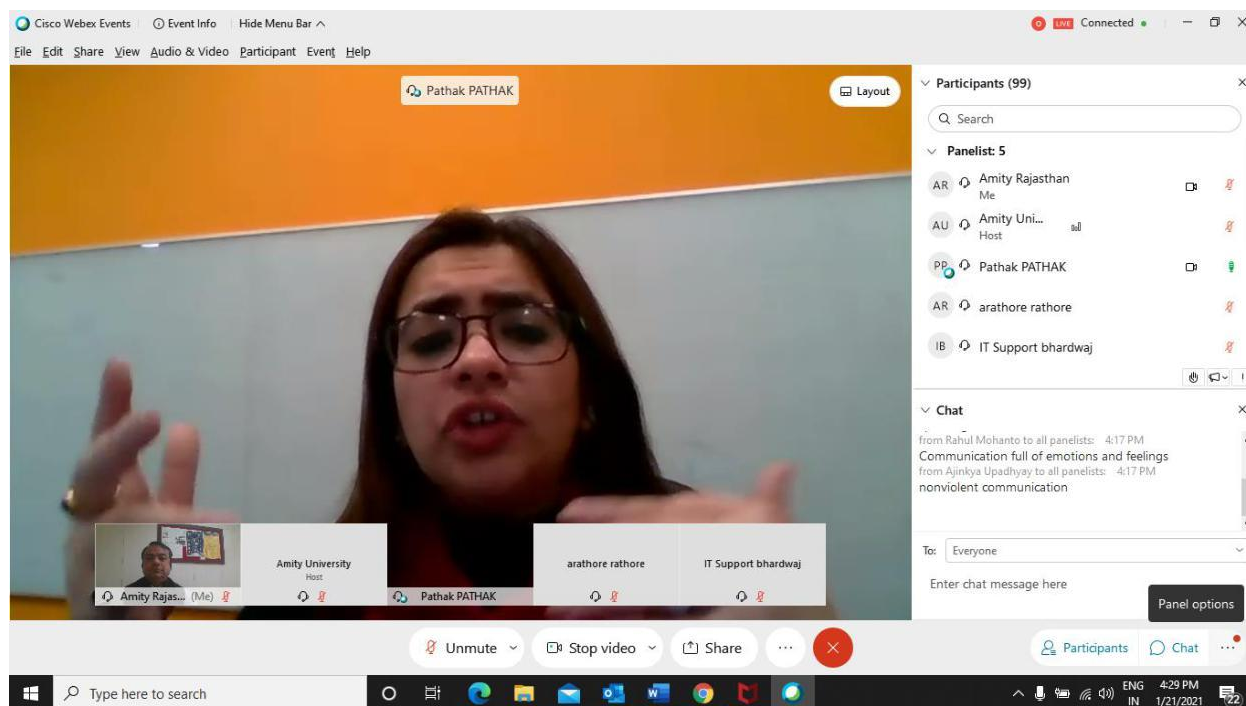 Cisco Webex Events
Event Info
Hide Menu Bar
LIVE Connected
File Edit Share View Audio & Video Participant Event Help
Pathak PATHAK
Layout
Participants (99)
Search
Panelist: 5
AR Amity Rajasthan
Me
AU Amity Uni...
Host
PP Pathak PATHAK
AR arathore rathore
IB IT Support bhardwaj
Chat
from Rahul Mohanto to all panelists: 4:17 PM
Communication full of emotions and feelings
from Ajinkya Upadhyay to all panelists: 4:17 PM
nonviolent communication
To: Everyone
Enter chat message here
Panel options
Amity Rajas... (Me)
Amity University
Host
Pathak PATHAK
arathore rathore
IT Support bhardwaj
Unmute
Stop video
Share
Participants
Chat
Type here to search
ENG
IN
4:29 PM
1/21/2021
22